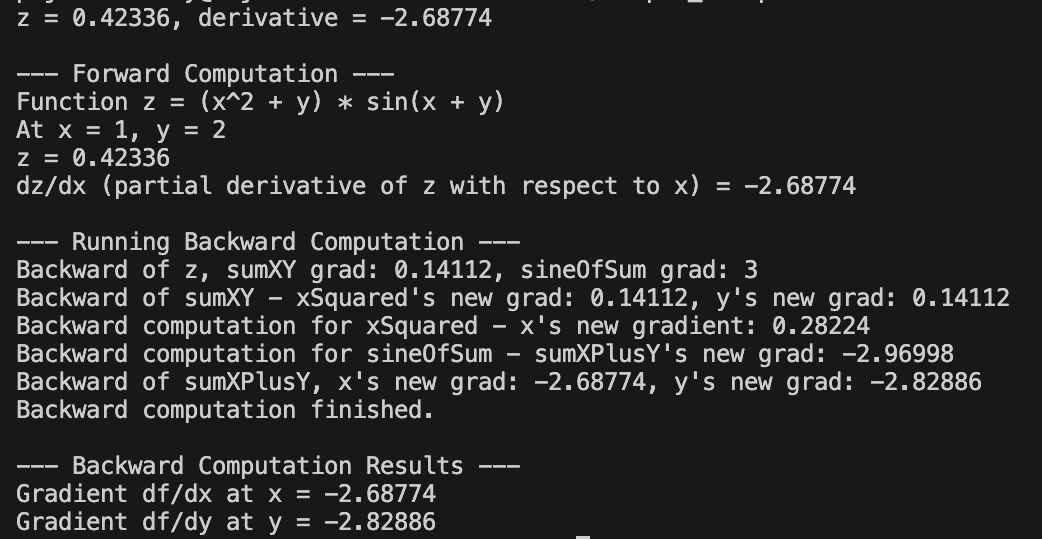 z = 0.42336, derivative = -2.68774
--- Forward Computation ---
Function z = (x^2 + y) * sin(x + y)
At x = 1, y = 2
z = 0.42336
dz/dx (partial derivative of z with respect to x) = -2.68774
--- Running Backward Computation ---
Backward of z, sumXY grad: 0.14112, sineOfSum grad: 3
Backward of sumXY - xSquared's new grad: 0.14112, y's new grad: 0.14112
Backward computation for xSquared - x's new gradient: 0.28224
Backward computation for sineOfSum - sumXPlusY's new grad: -2.96998
Backward of sumXPlusY, x's new grad: -2.68774, y's new grad: -2.82886
Backward computation finished.
--- Backward Computation Results ---
Gradient df/dx at x = -2.68774
Gradient df/dy at y = -2.82886